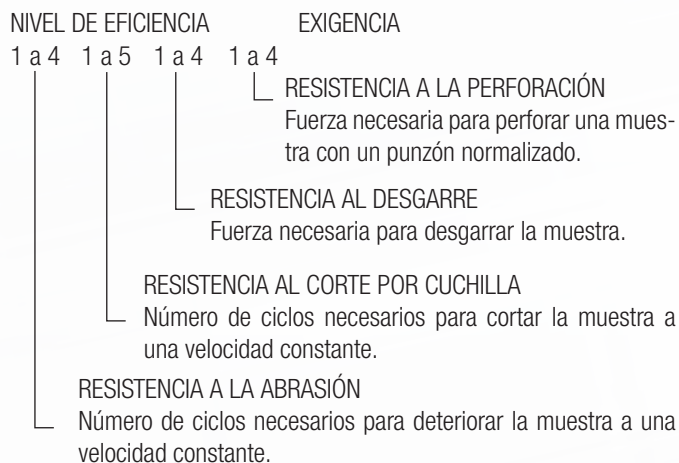 NIVEL DE EFICIENCIA EXIGENCIA
1 a 4 1 a 5 1 a 4 1 a 4
RESISTENCIA A LA PERFORACIÓN
Fuerza necesaria para perforar una mues-
tra con un punzón normalizado.
RESISTENCIA AL DESGARRE
Fuerza necesaria para desgarrar la muestra.
RESISTENCIA AL CORTE POR CUCHILLA
Número de ciclos necesarios para cortar la muestra a
una velocidad constante.
RESISTENCIA A LA ABRASIÓN
Número de ciclos necesarios para deteriorar la muestra a una
velocidad constante.